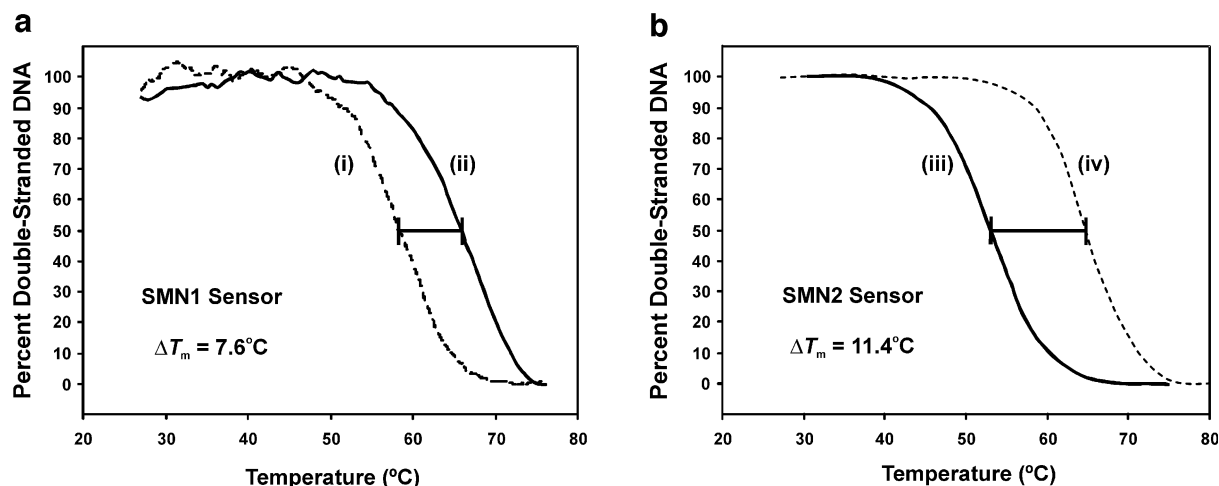 a
Percent Double-Stranded DNA
100
90
80
70
60
50
40
30
20
10
0
(i)
(ii)
SMN1 Sensor
ΔTm = 7.6°C
20 30 40 50 60 70 80
Temperature (ºC)
b
Percent Double-Stranded DNA
100
90
80
70
60
50
40
30
20
10
0
(iii)
(iv)
SMN2 Sensor
ΔTm = 11.4°C
20 30 40 50 60 70 80
Temperature (ºC)